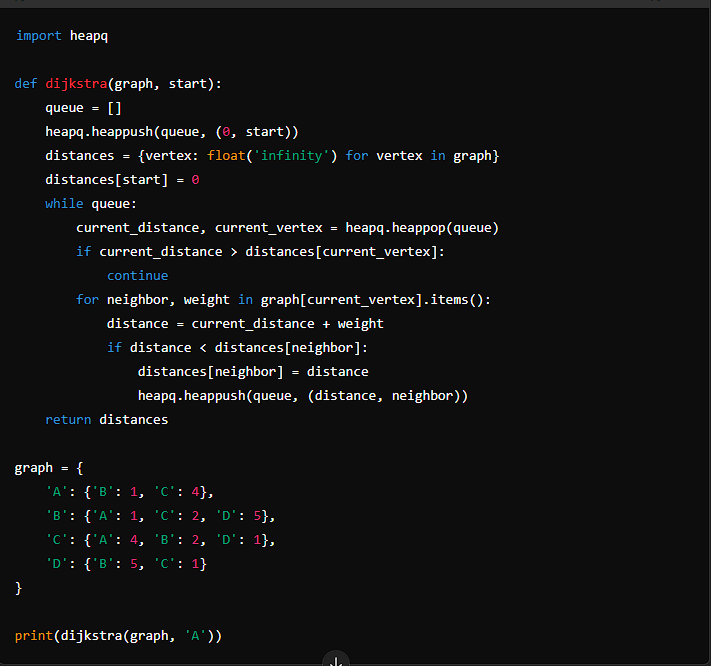 import heapq

def dijkstra(graph, start):
    queue = []
    heapq.heappush(queue, (0, start))
    distances = {vertex: float('infinity') for vertex in graph}
    distances[start] = 0
    while queue:
        current_distance, current_vertex = heapq.heappop(queue)
        if current_distance > distances[current_vertex]:
            continue
        for neighbor, weight in graph[current_vertex].items():
            distance = current_distance + weight
            if distance < distances[neighbor]:
                distances[neighbor] = distance
                heapq.heappush(queue, (distance, neighbor))
    return distances

graph = {
    'A': {'B': 1, 'C': 4},
    'B': {'A': 1, 'C': 2, 'D': 5},
    'C': {'A': 4, 'B': 2, 'D': 1},
    'D': {'B': 5, 'C': 1}
}

print(dijkstra(graph, 'A'))